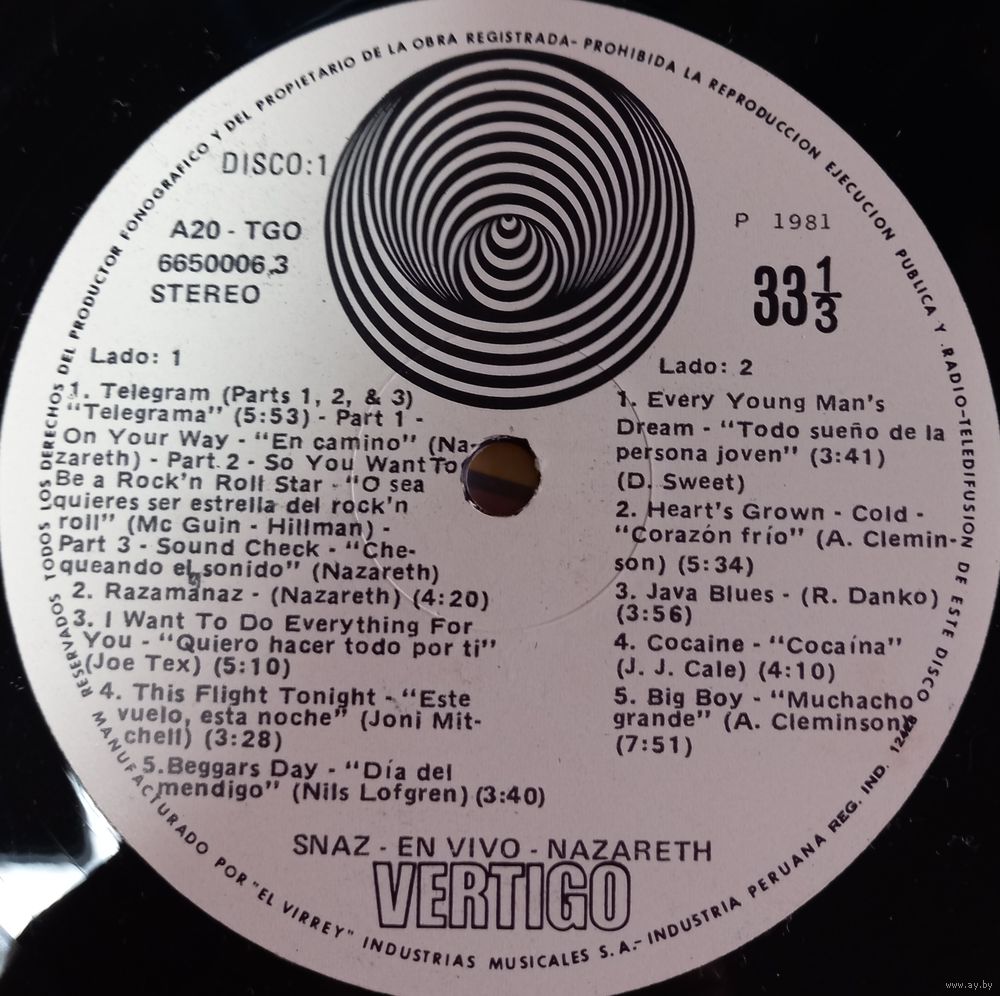 RESERVADOS TODOS LOS DERECHOS DEL PRODUCTOR FONOGRAFICO Y DEL PROPIETARIO DE LA OBRA REGISTRADA- PROHIBIDA LA REPRODUCCION EJECUCION PUBLICA Y RADIO-TELEDIFUSION DE ESTE DISCO
DISCO:1
A20 - TGO
6650006,3
STEREO
P 1981
33 1/3
Lado: 1
1. Telegram (Parts 1, 2, & 3)
"Telegrama" (5:53) - Part 1 -
On Your Way - "En camino" (Na-
zareth) - Part 2 - So You Want To
Be a Rock'n Roll Star - "O sea
quieres ser estrella del rock'n
roll" (Mc Guin - Hillman) -
Part 3 - Sound Check - "Che-
queando el sonido" (Nazareth)
2. Razamanaz - (Nazareth) (4:20)
3. I Want To Do Everything For
You - "Quiero hacer todo por ti"
(Joe Tex) (5:10)
4. This Flight Tonight - "Este
vuelo, esta noche" (Joni Mit-
chell) (3:28)
5.Beggars Day - "Día del
mendigo" (Nils Lofgren) (3:40)
Lado: 2
1. Every Young Man's
Dream - "Todo sueño de la
persona joven" (3:41)
(D. Sweet)
2. Heart's Grown - Cold -
"Corazón frío" (A. Clemin-
son) (5:34)
3. Java Blues - (R. Danko)
(3:56)
4. Cocaine - "Cocaína"
(J. J. Cale) (4:10)
5. Big Boy - "Muchacho
grande" (A. Cleminson)
(7:51)
SNAZ - EN VIVO - NAZARETH
VERTIGO
MANUFACTURADO POR "EL VIRREY" INDUSTRIAS MUSICALES S.A.- INDUSTRIA PERUANA REG. IND.
www.ay.by